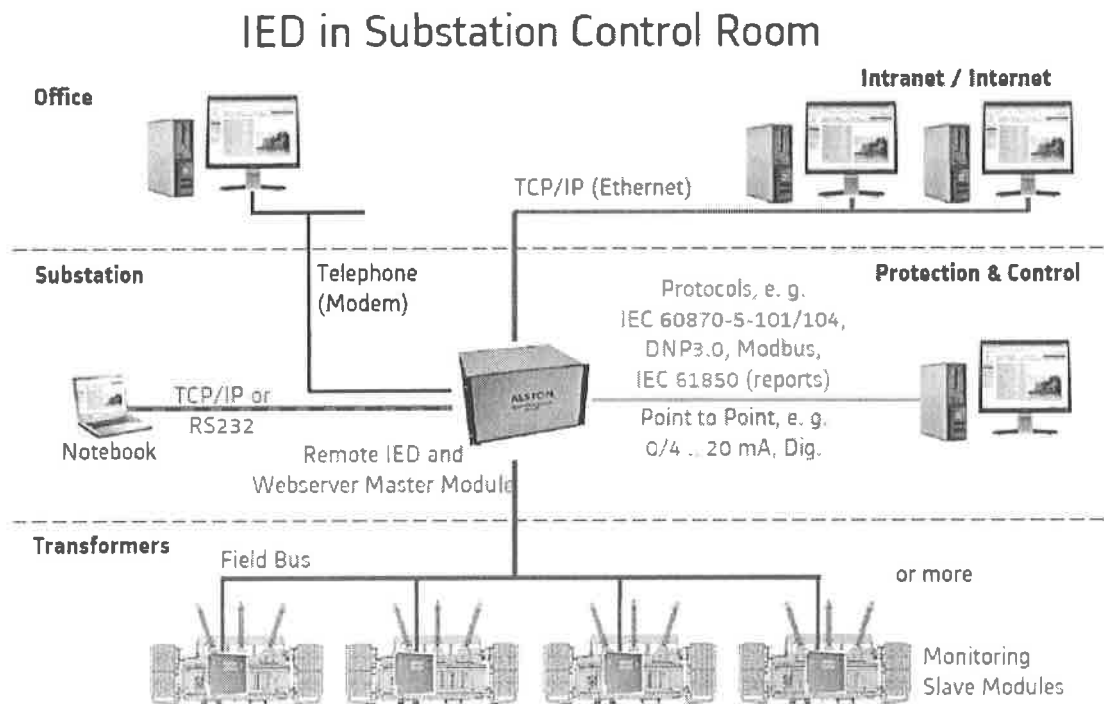 IED in Substation Control Room
Office
Intranet / Internet
TCP/IP (Ethernet)
Substation
Telephone
(Modem)
Protection & Control
Protocols, e. g.
IEC 60870-5-101/104,
DNP3.0, Modbus,
IEC 61850 (reports)
ALSTOM
TCP/IP or
RS232
Notebook
Point to Point, e. g.
0/4 ... 20 mA, Dig.
Remote IED and
Webserver Master Module
Transformers
Field Bus
or more
Monitoring
Slave Modules